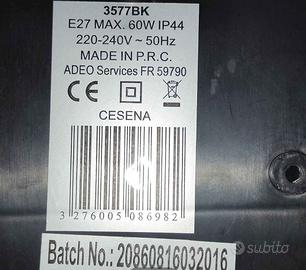 3577BK
E27 MAX. 60W IP44
220-240V ~ 50Hz
MADE IN P.R.C.
ADEO Services FR 59790
CE
CESENA
3 276005 086982
Batch No.: 20860816032016
subito